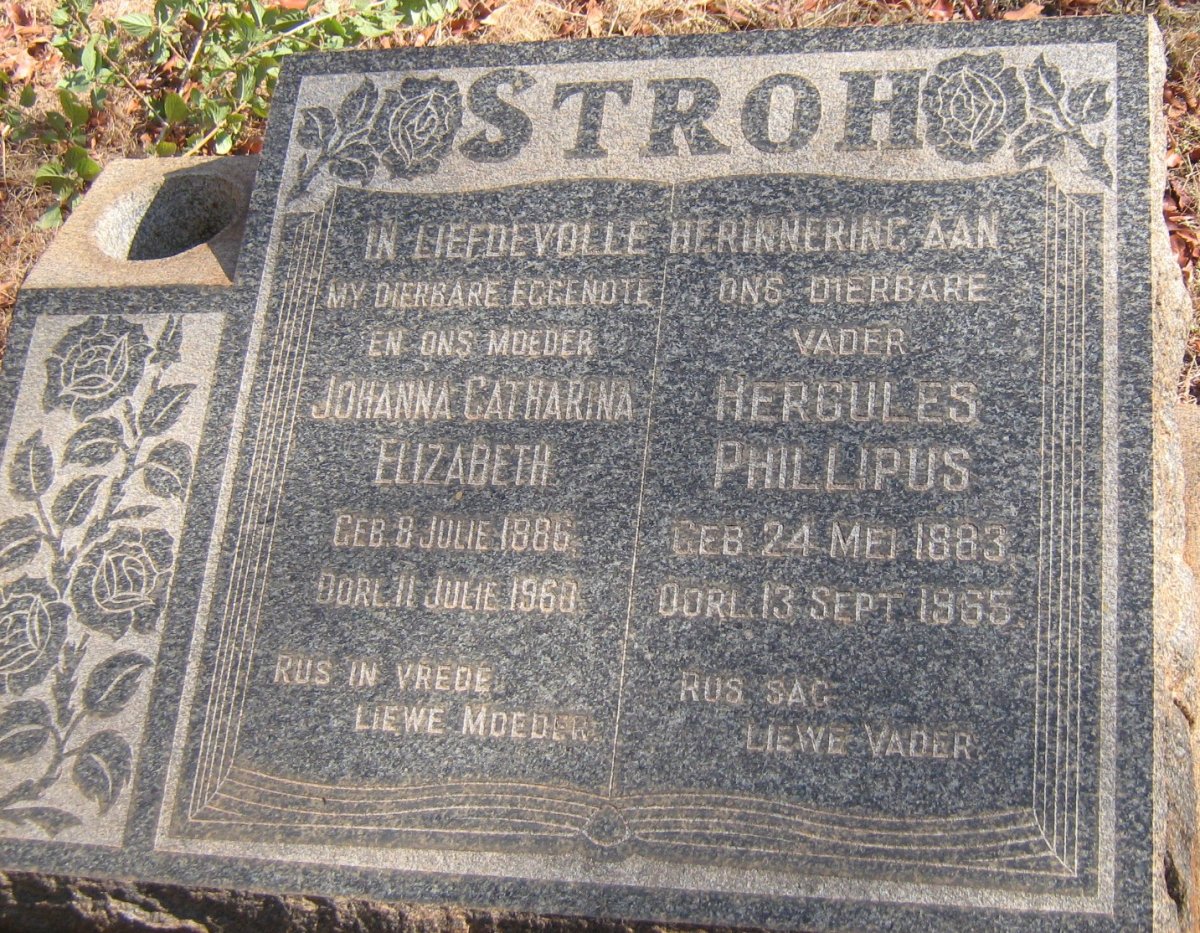 STROH
IN LIEFDEVOLLE HERINNERING AAN
MY DIERBARE EGGENOTE
EN ONS MOEDER
JOHANNA CATHARINA
ELIZABETH
GEB. 8 JULIE 1886.
OORL. 11 JULIE 1960.
RUS IN VREDE,
LIEWE MOEDER.
ONS DIERBARE
VADER
HERCULES
PHILLIPUS
GEB. 24 MEI 1883.
OORL. 13 SEPT. 1965.
RUS SAG
LIEWE VADER